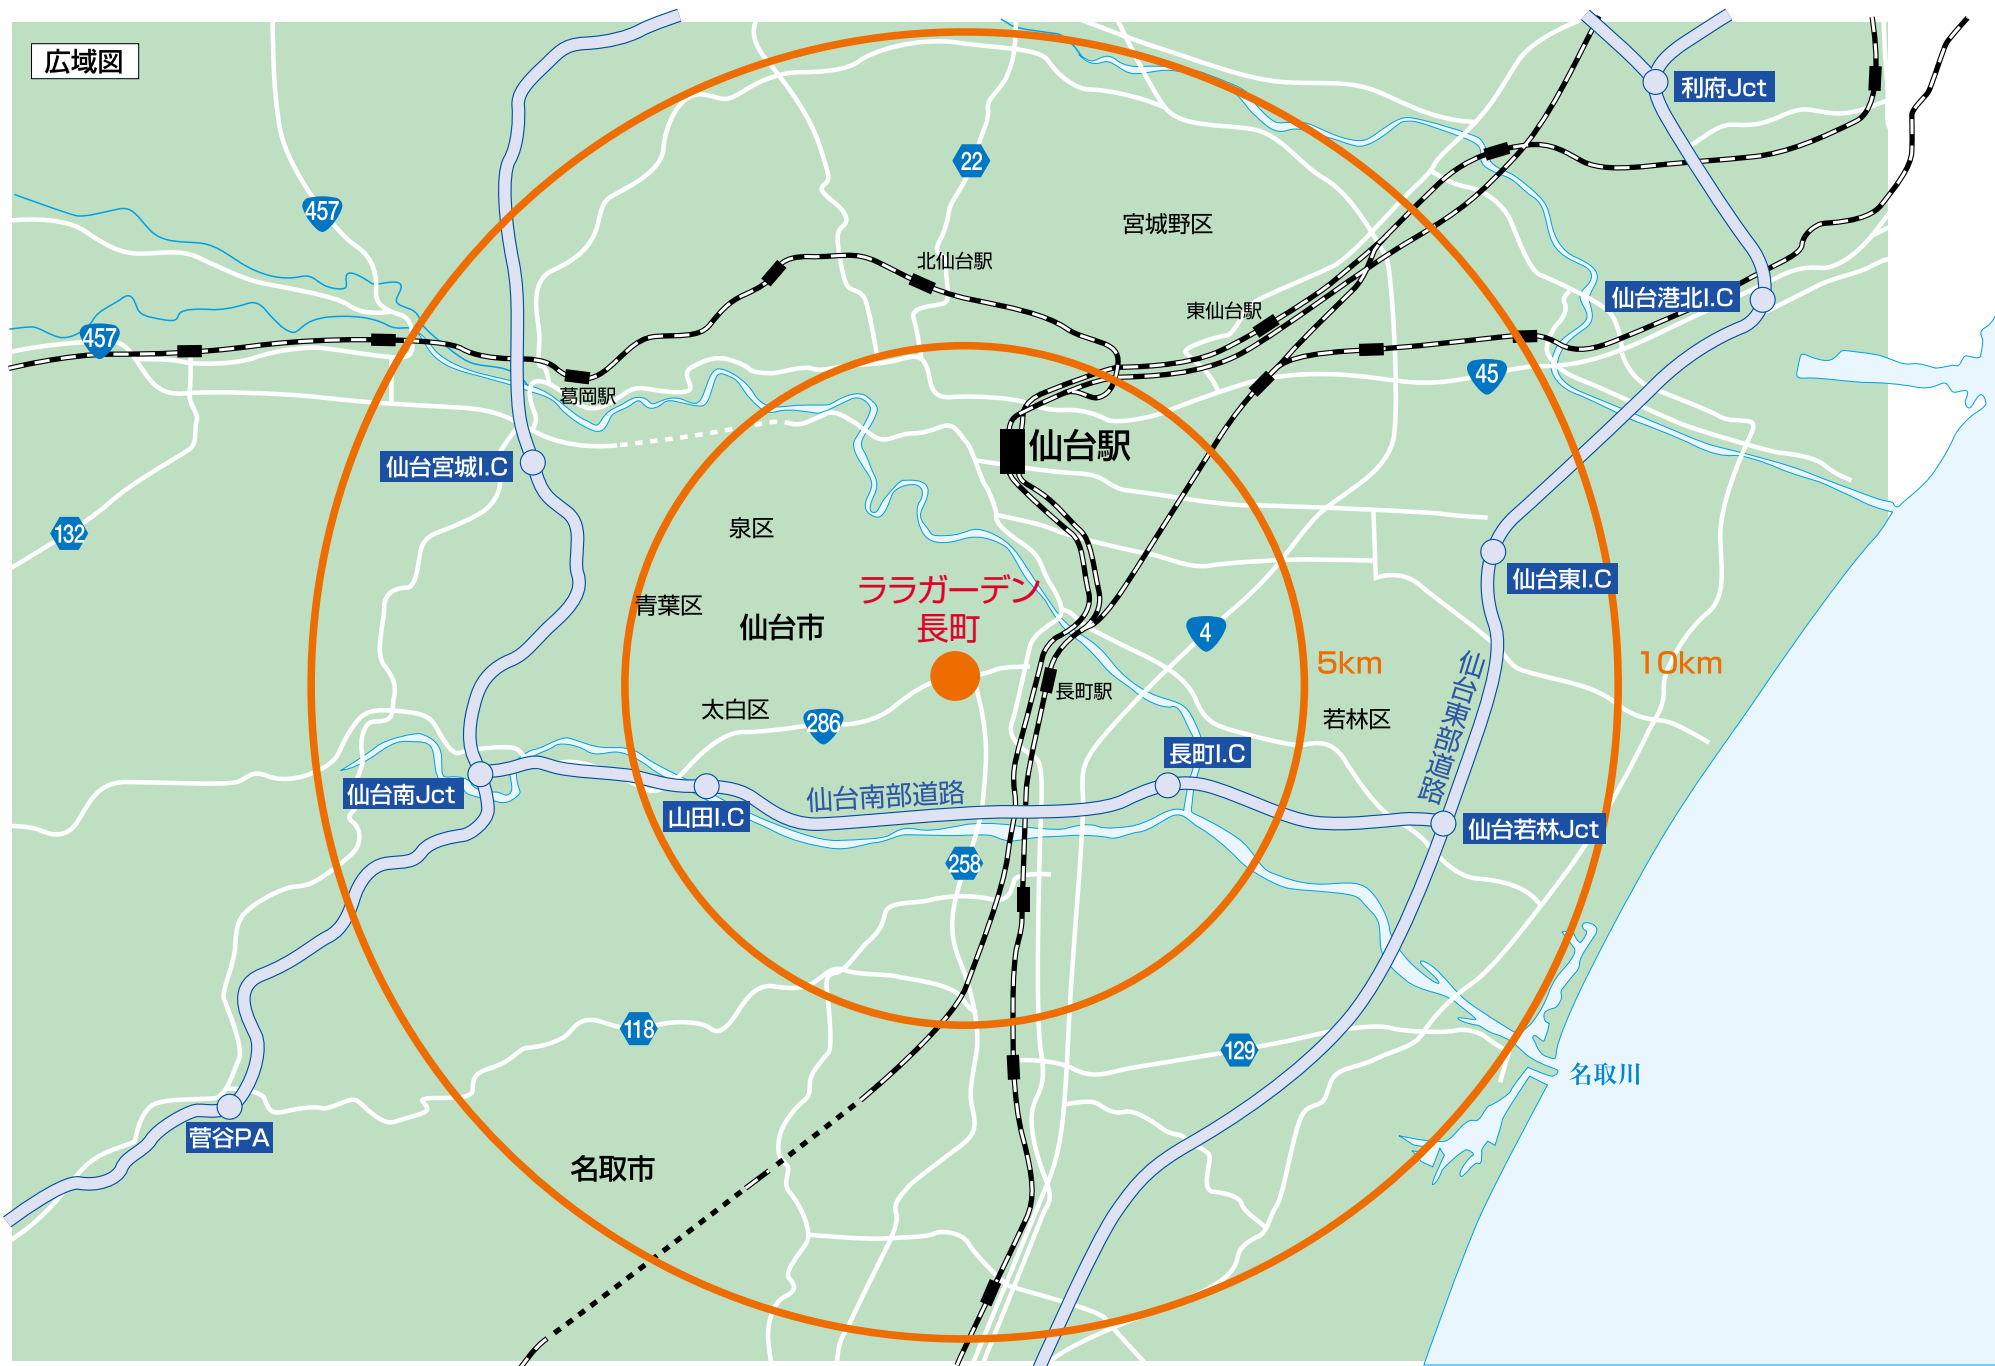 広域図
利府Jct
22
457
宮城野区
北仙台駅
仙台港北I.C
東仙台駅
457
45
葛岡駅
仙台駅
仙台宮城I.C
泉区
132
仙台東I.C
ララガーデン
長町
青葉区
仙台市
4
5km
10km
仙台東部道路
長町駅
太白区
286
若林区
長町I.C
仙台南Jct
仙台南部道路
山田I.C
仙台若林Jct
258
118
129
名取川
菅谷PA
名取市